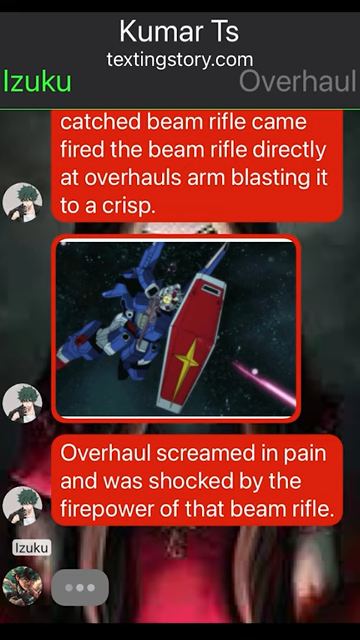 Kumar Ts
textingstory.com
Izuku
Overhaul
catched beam rifle came
fired the beam rifle directly
at overhauls arm blasting it
to a crisp.
Overhaul screamed in pain
and was shocked by the
firepower of that beam rifle.
Izuku